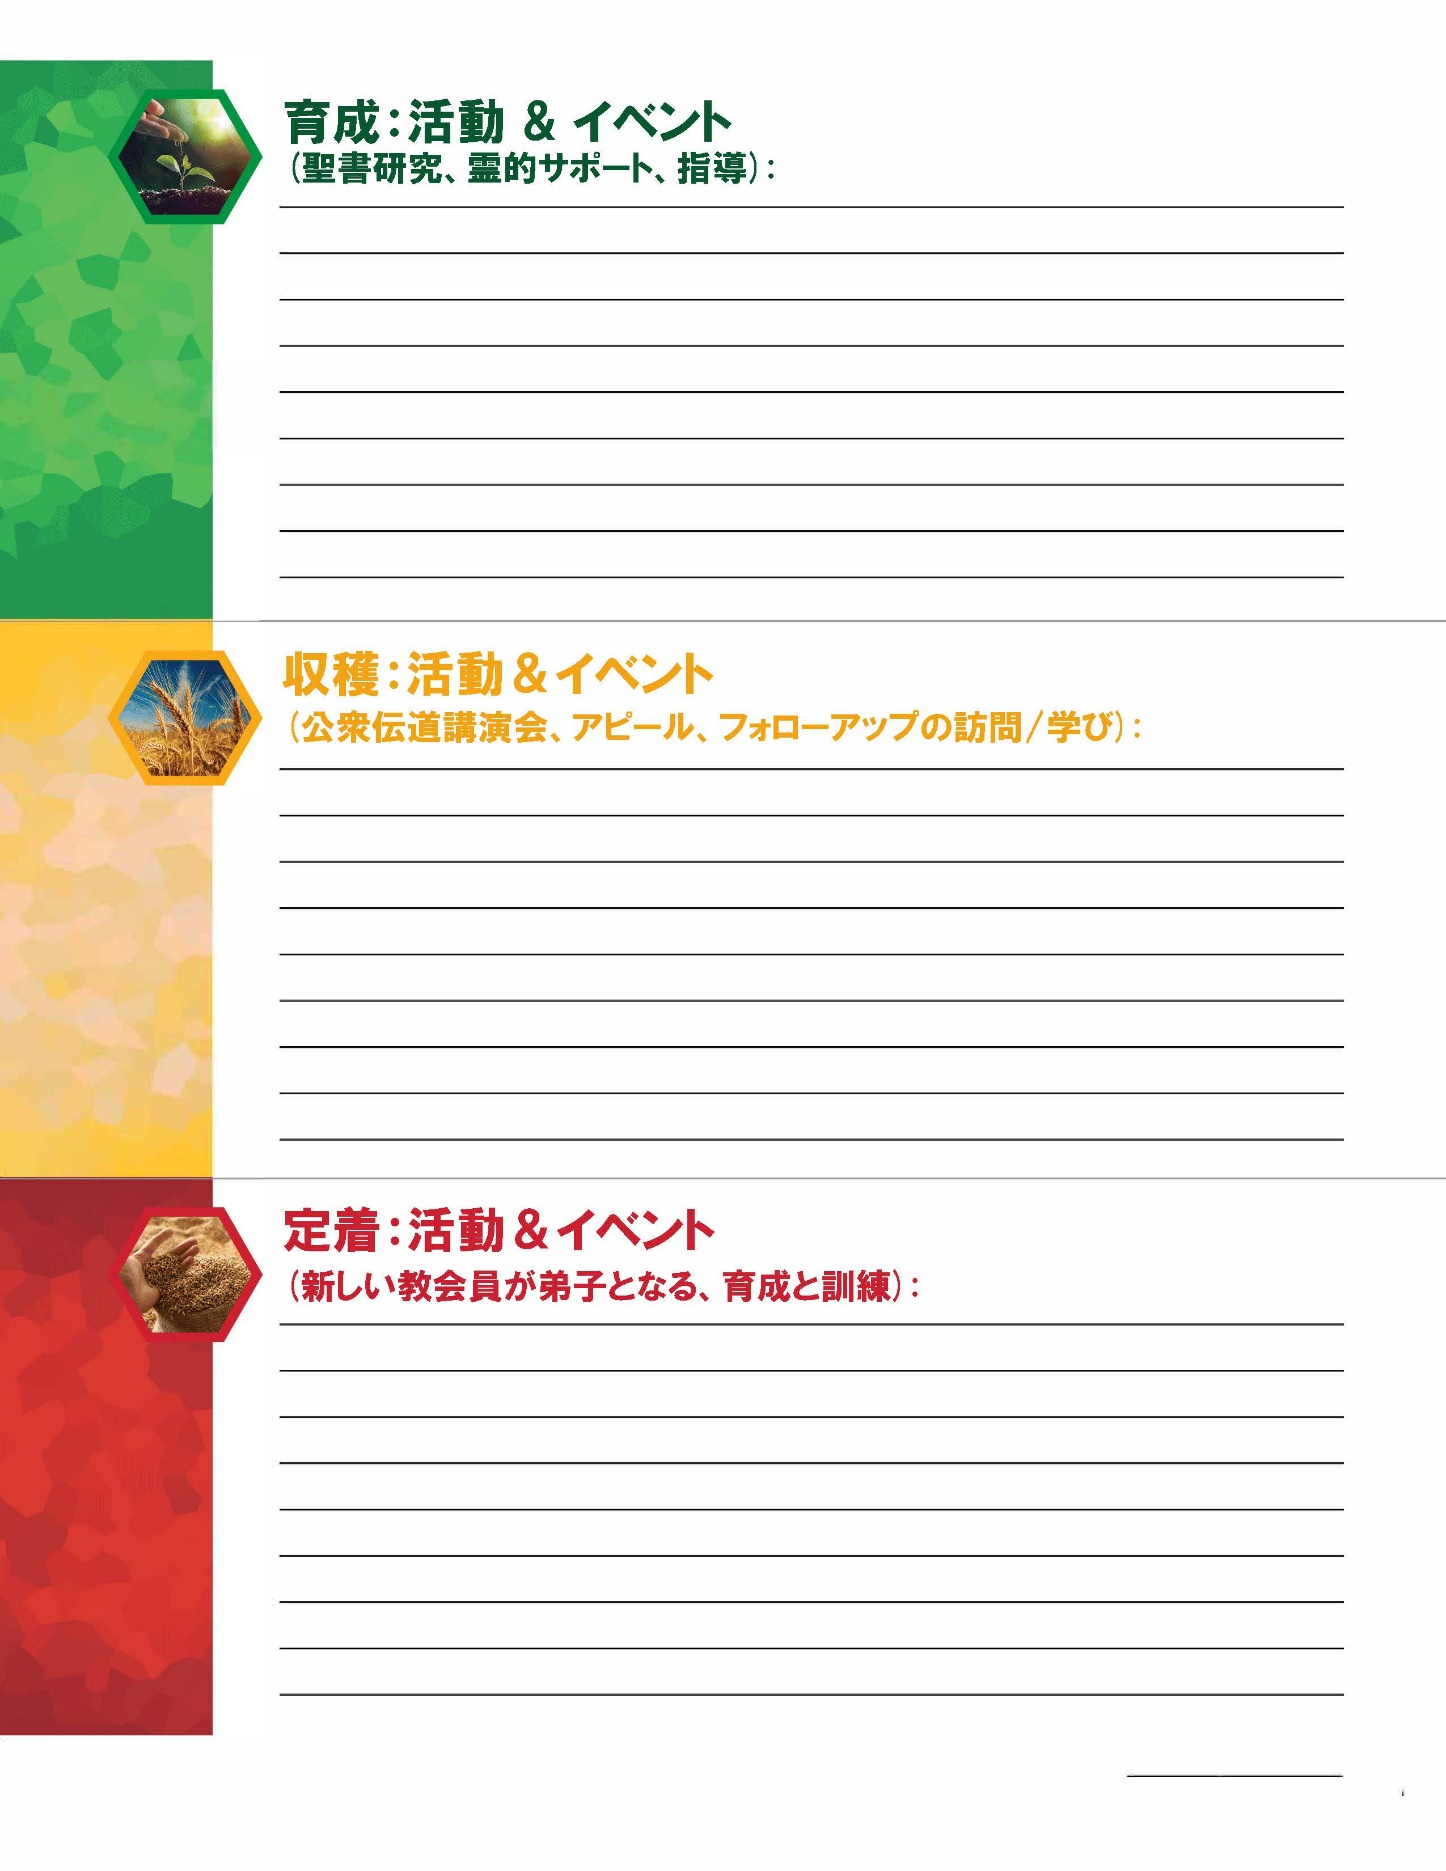 育成：活動 & イベント
（聖書研究、霊的サポート、指導）：
収穫：活動＆イベント
（公衆伝道講演会、アピール、フォローアップの訪問/学び）：
定着：活動＆イベント
（新しい教会員が弟子となる、育成と訓練）：